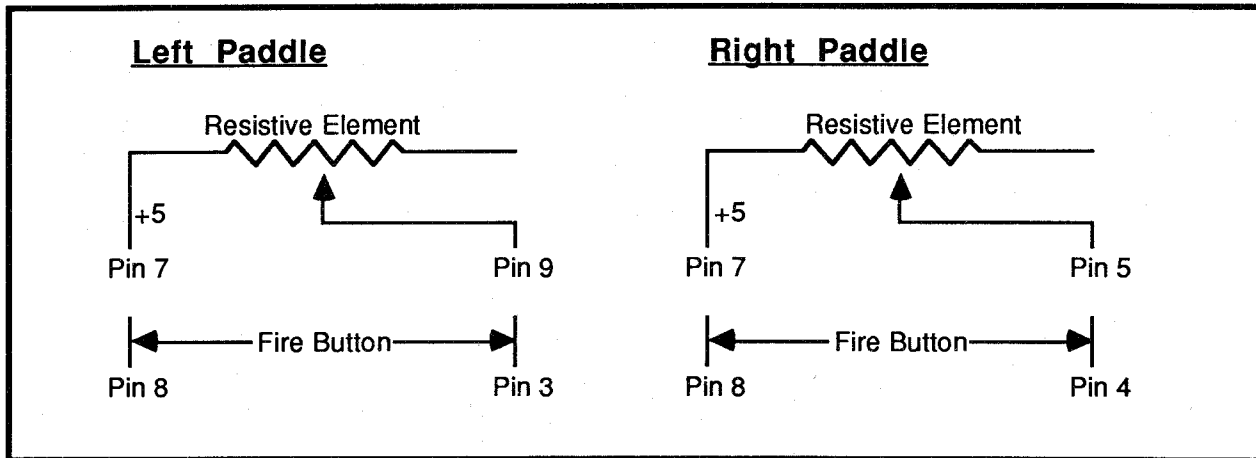 Left Paddle
Resistive Element
+5
Pin 7
Pin 9
Fire Button
Pin 8
Pin 3
Right Paddle
Resistive Element
+5
Pin 7
Pin 5
Fire Button
Pin 8
Pin 4